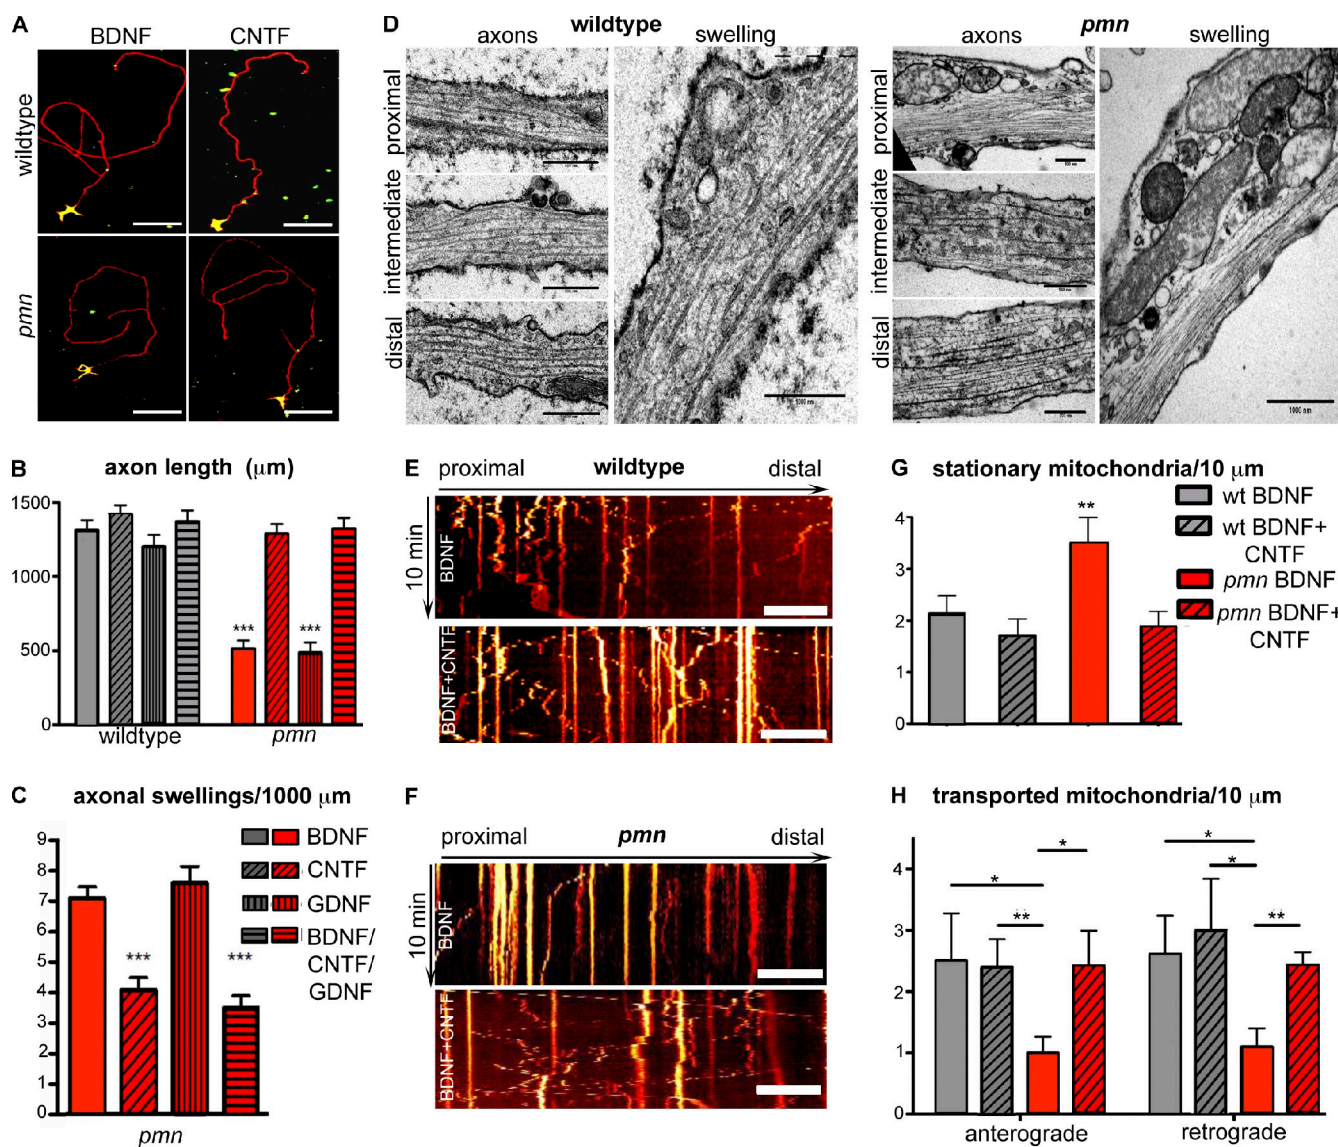 A
BDNF
CNTF
wildtype
pmn
B axon length (μm)
1500
1000
500
0
***
***
wildtype
pmn
C axonal swellings/1000 μm
9
8
7
6
5
4
3
2
1
0
***
***
pmn
BDNF
CNTF
GDNF
BDNF/
CNTF/
GDNF
D
wildtype
axons
swelling
proximal
intermediate
distal
1000 nm
pmn
axons
swelling
proximal
intermediate
distal
1000 nm
E
proximal wildtype distal
10 min
BDNF
BDNF+CNTF
F
proximal pmn distal
10 min
BDNF
BDNF+CNTF
G stationary mitochondria/10 μm
4
3
2
1
0
**
wt BDNF
wt BDNF+
CNTF
pmn BDNF
pmn BDNF+
CNTF
H transported mitochondria/10 μm
4
3
2
1
0
*
*
**
*
*
**
anterograde
retrograde